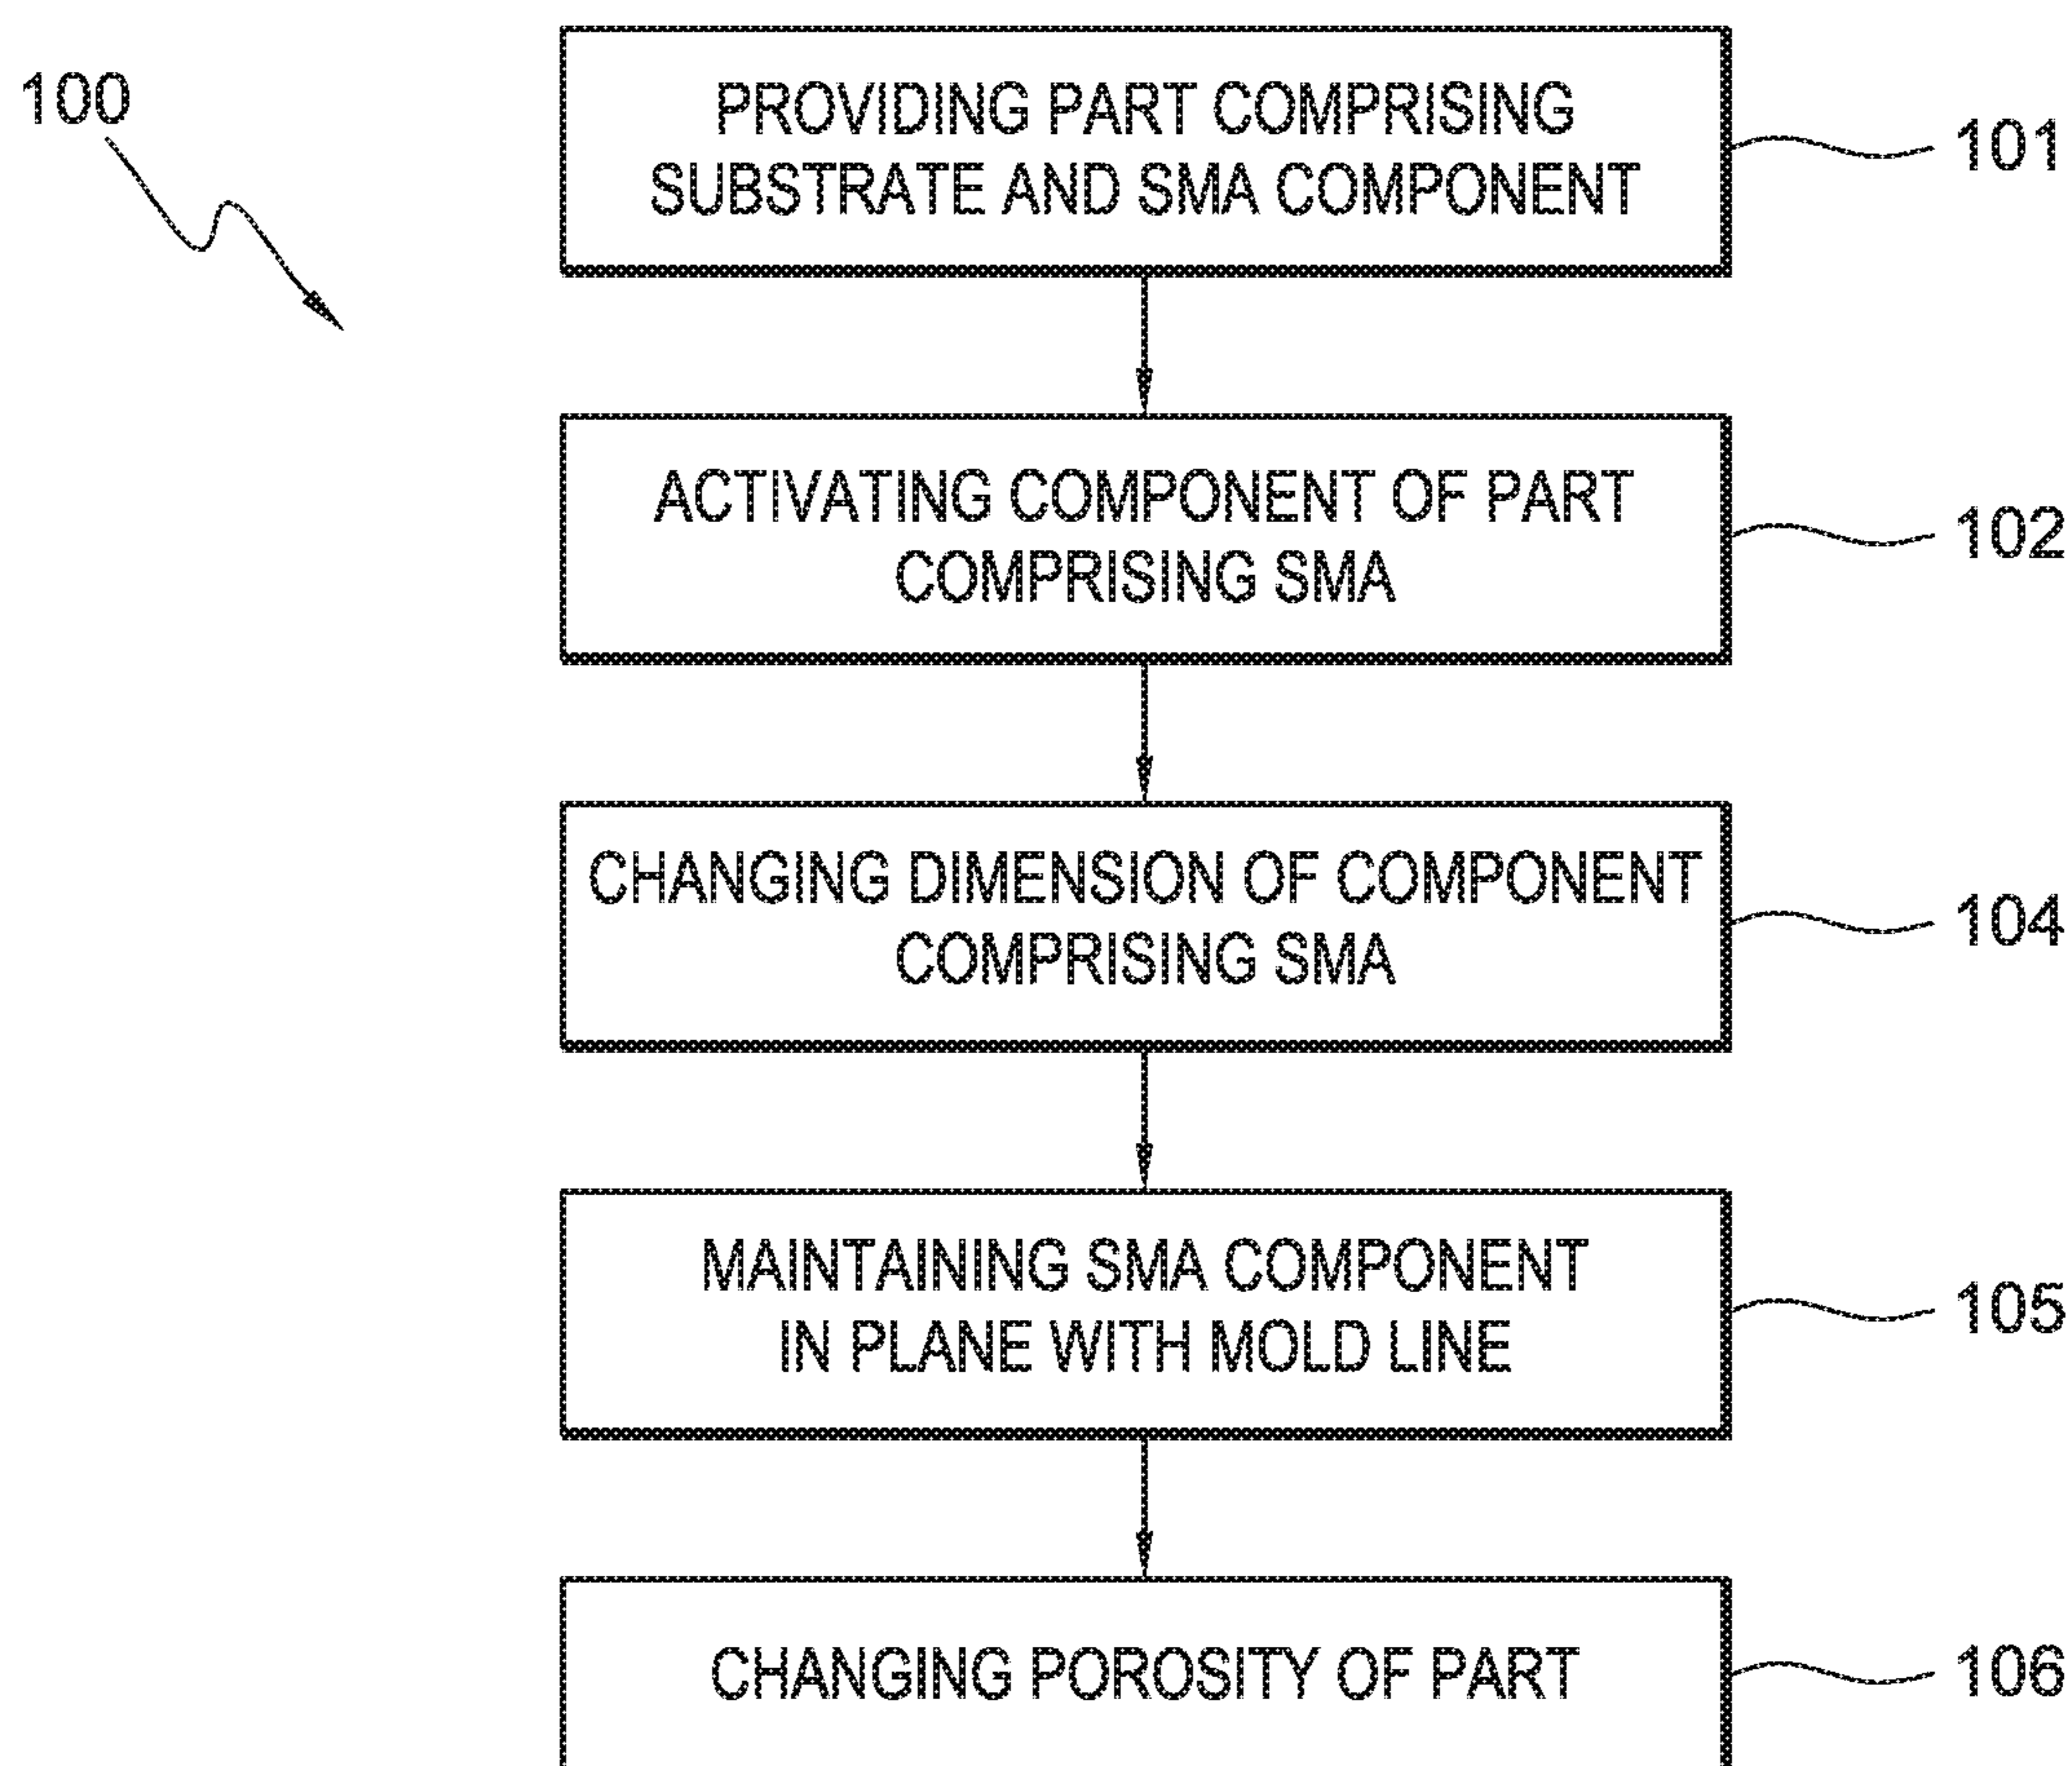 100
PROVIDING PART COMPRISING
SUBSTRATE AND SMA COMPONENT
101
ACTIVATING COMPONENT OF PART
COMPRISING SMA
102
CHANGING DIMENSION OF COMPONENT
COMPRISING SMA
104
MAINTAINING SMA COMPONENT
IN PLANE WITH MOLD LINE
105
CHANGING POROSITY OF PART
106